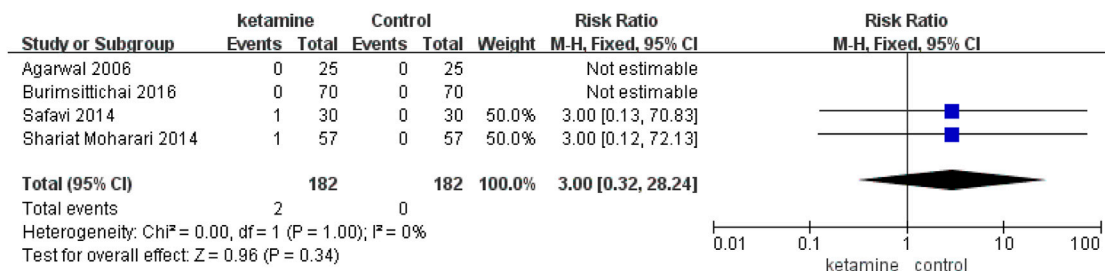 ketamine Control Risk Ratio Risk Ratio
Study or Subgroup Events Total Events Total Weight M-H, Fixed, 95% CI M-H, Fixed, 95% CI
Agarwal 2006 0 25 0 25 Not estimable
Burimsittichai 2016 0 70 0 70 Not estimable
Safavi 2014 1 30 0 30 50.0% 3.00 [0.13, 70.83]
Shariat Moharari 2014 1 57 0 57 50.0% 3.00 [0.12, 72.13]
Total (95% CI) 182 182 100.0% 3.00 [0.32, 28.24]
Total events 2 0
Heterogeneity: Chi² = 0.00, df = 1 (P = 1.00); I² = 0%
Test for overall effect: Z = 0.96 (P = 0.34)
0.01 0.1 1 10 100
ketamine control